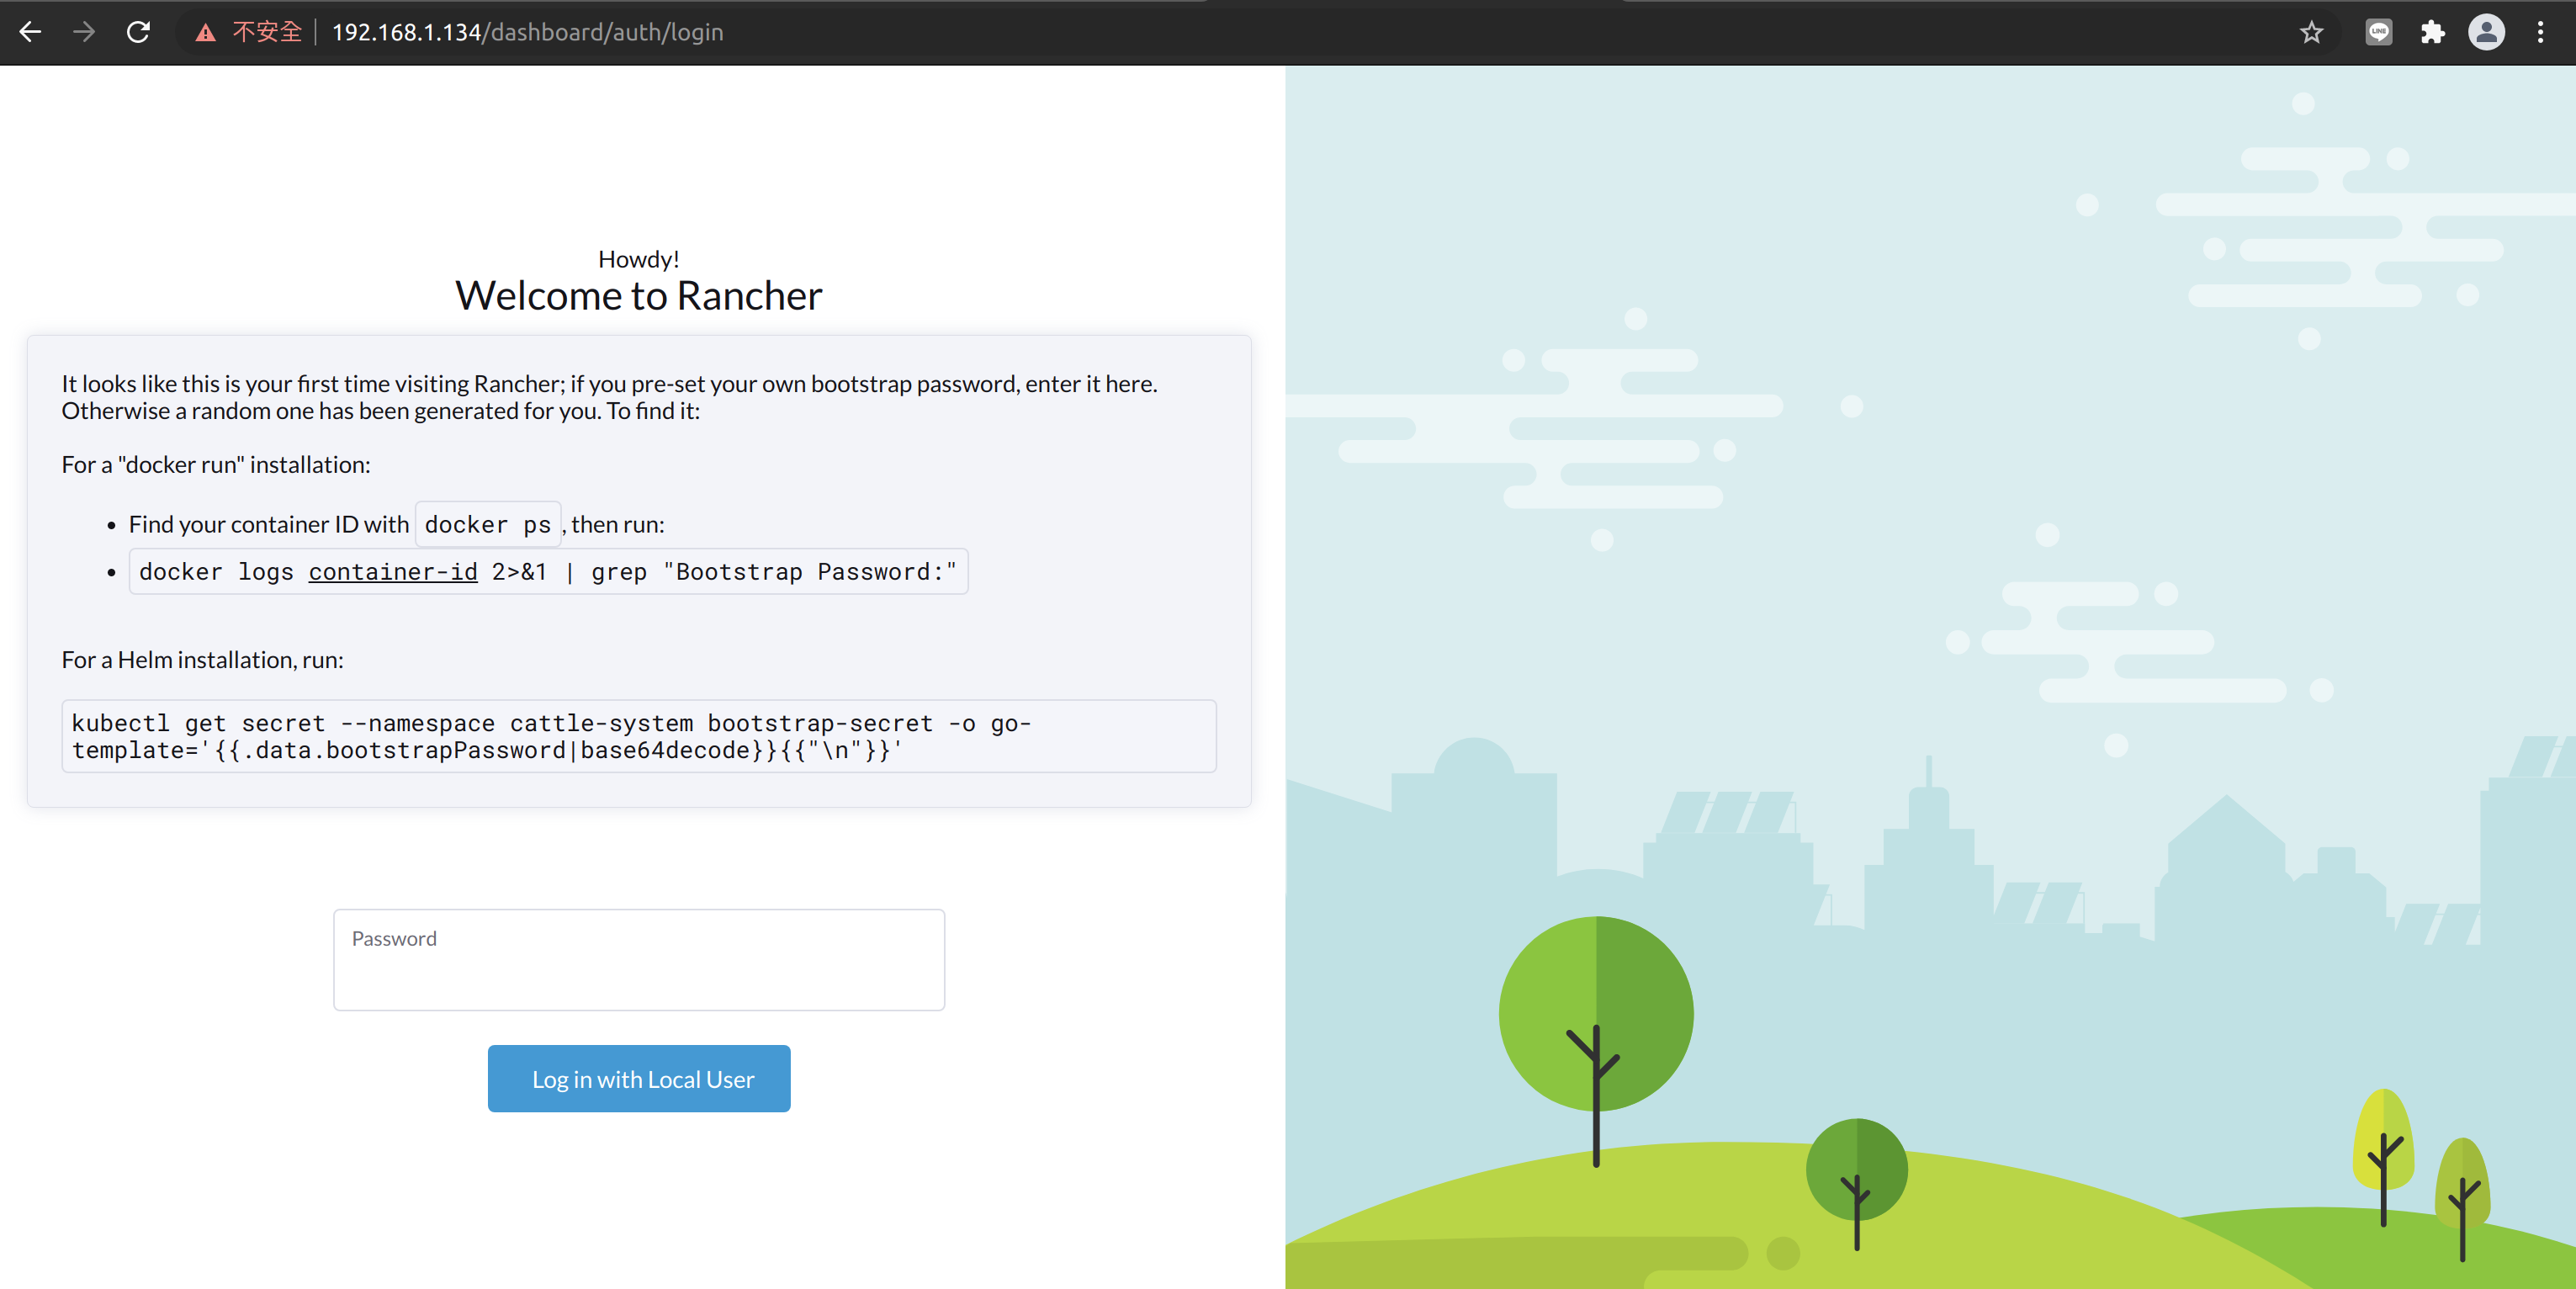 不安全 192.168.1.134/dashboard/auth/login
LINE
Howdy!
Welcome to Rancher
It looks like this is your first time visiting Rancher; if you pre-set your own bootstrap password, enter it here.
Otherwise a random one has been generated for you. To find it:
For a "docker run" installation:
• Find your container ID with docker ps, then run:
• docker logs container-id 2>&1 | grep "Bootstrap Password:"
For a Helm installation, run:
kubectl get secret --namespace cattle-system bootstrap-secret -o go-
template='{{.data.bootstrapPassword|base64decode}}{{"\n"}}'
Password
Log in with Local User